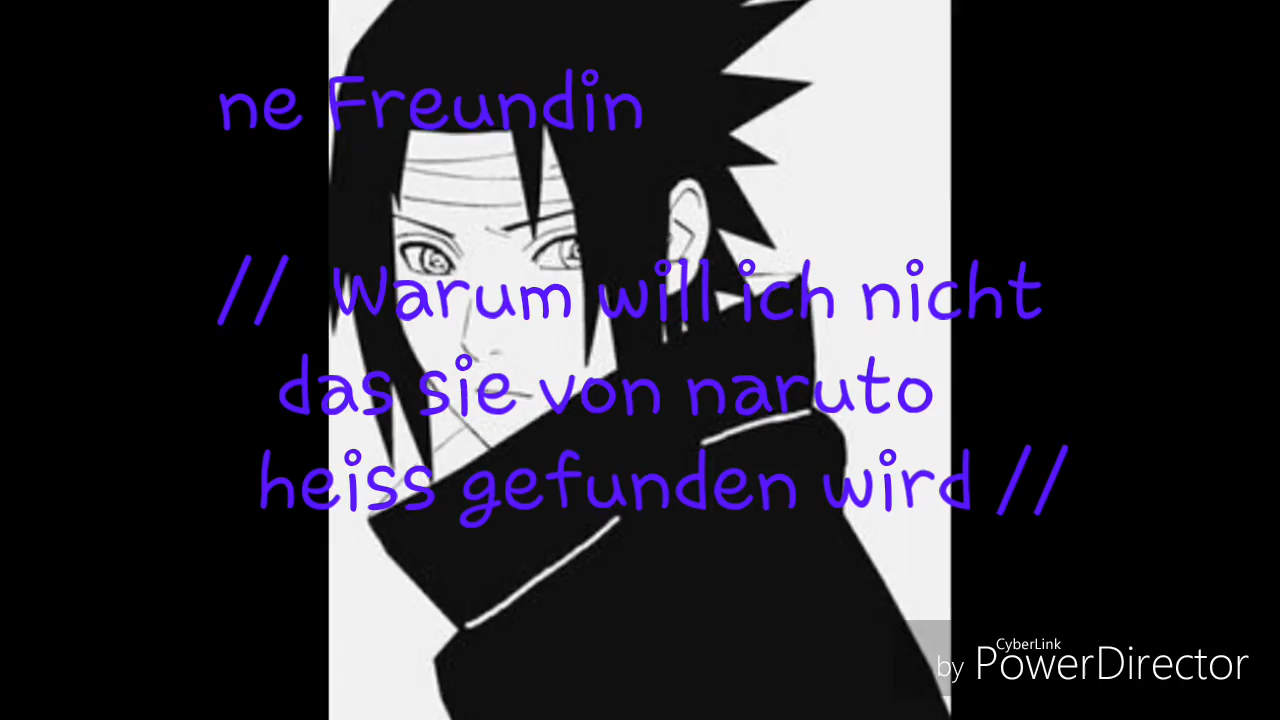 ne Freundin
// Warum will ich nicht
das sie von naruto
heiss gefunden wird //
CyberLink
by PowerDirector